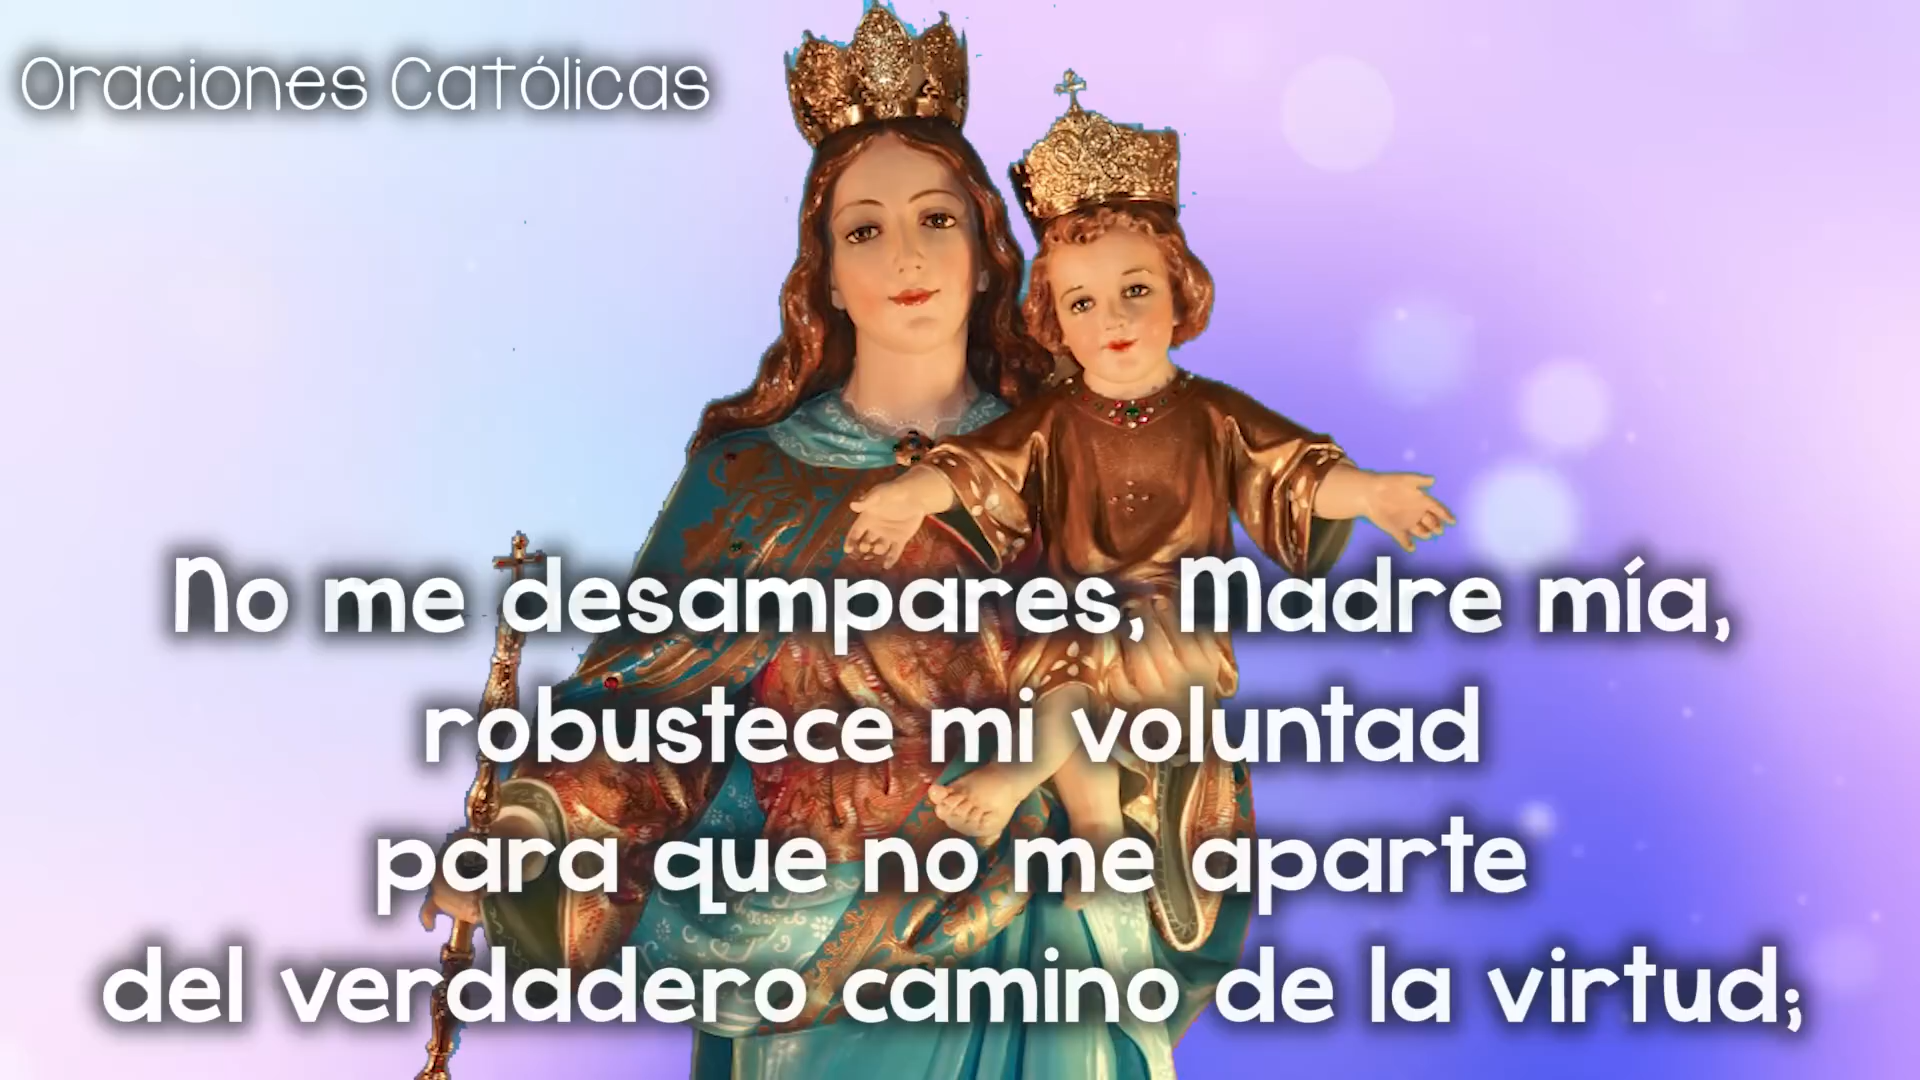 Oraciones Católicas
No me desampares, Madre mía,
robustece mi voluntad
para que no me aparte
del verdadero camino de la virtud;